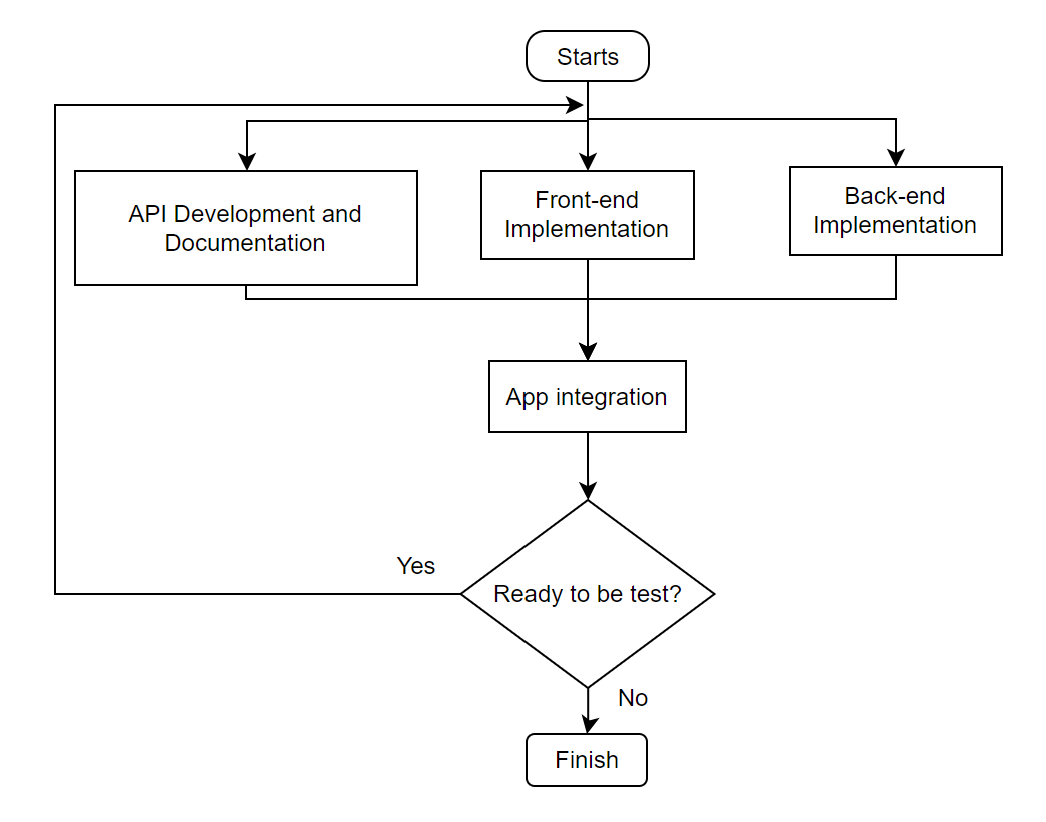 Starts
API Development and
Documentation
Front-end
Implementation
Back-end
Implementation
App integration
Yes
Ready to be test?
No
Finish